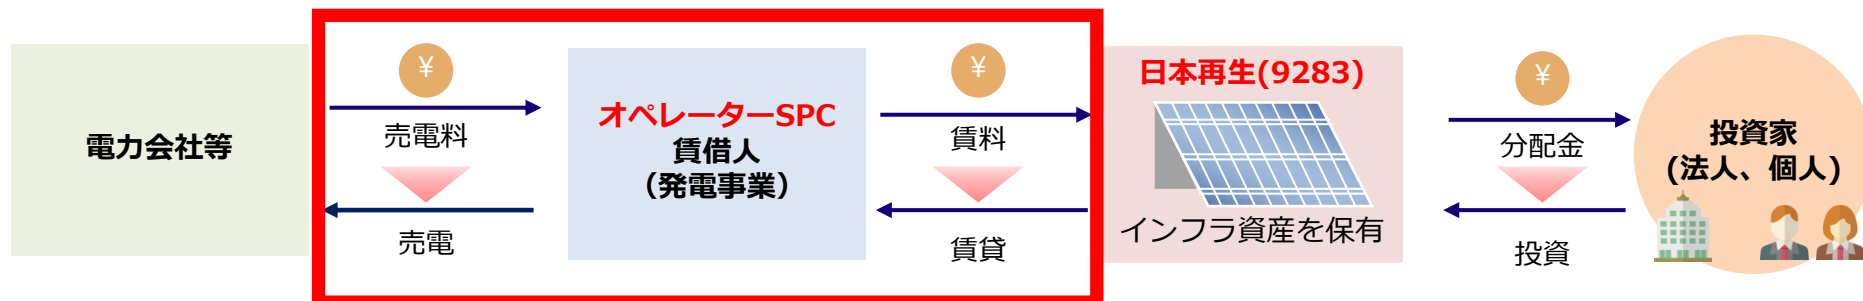 電力会社等
¥
売電料
売電
オペレーターSPC
賃借人
（発電事業）
¥
賃料
賃貸
日本再生(9283)
インフラ資産を保有
¥
分配金
投資
投資家
(法人、個人)